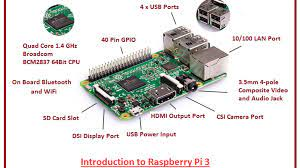 4 x USB Ports
40 Pin GPIO
Quad Core 1.4 GHz
Broadcom
BCM2837 64Bit CPU
10/100 LAN Port
On Board Bluetooth
and WiFi
3.5mm 4-pole
Composite Video
and Audio Jack
SD Card Slot
HDMI Output Port
CSI Camera Port
DSI Display Port
USB Power Input
Introduction to Raspberry Pi 3